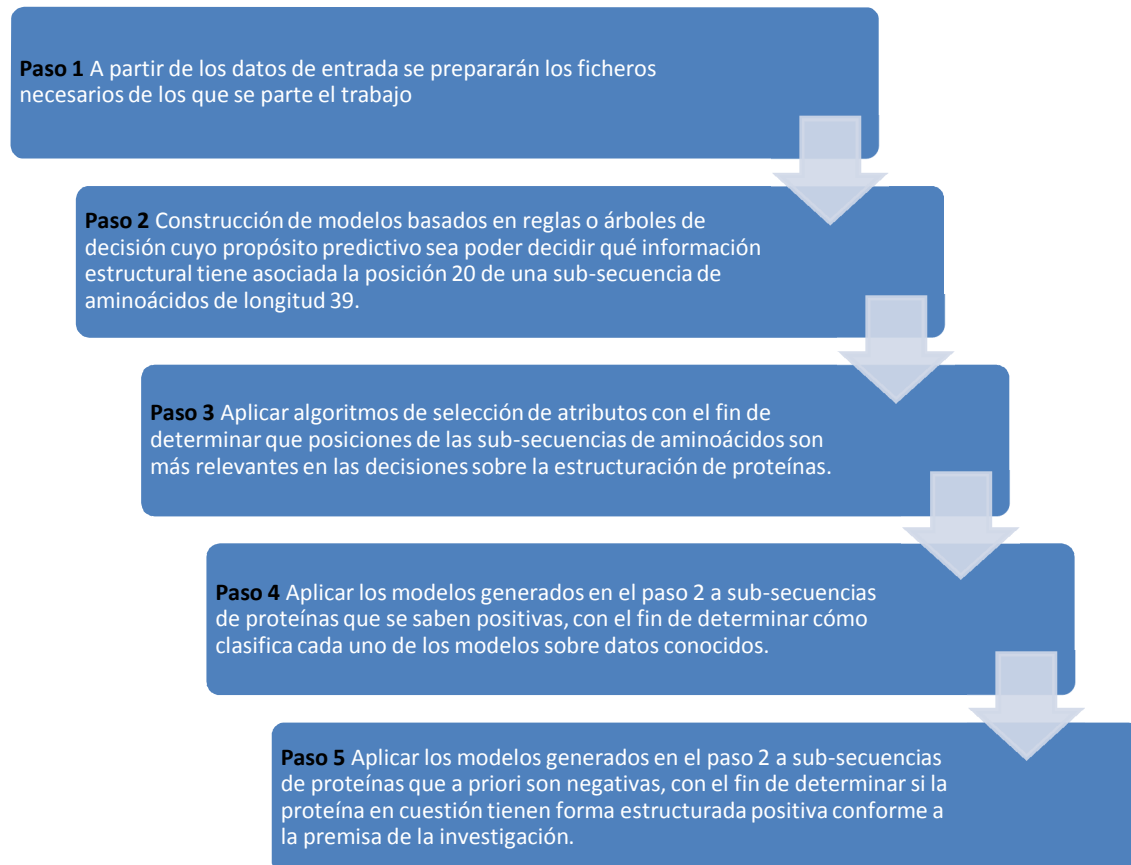 Paso 1 A partir de los datos de entrada se prepararán los ficheros
necesarios de los que se parte el trabajo
Paso 2 Construcción de modelos basados en reglas o árboles de
decisión cuyo propósito predictivo sea poder decidir qué información
estructural tiene asociada la posición 20 de una sub-secuencia de
aminoácidos de longitud 39.
Paso 3 Aplicar algoritmos de selección de atributos con el fin de
determinar que posiciones de las sub-secuencias de aminoácidos son
más relevantes en las decisiones sobre la estructuración de proteínas.
Paso 4 Aplicar los modelos generados en el paso 2 a sub-secuencias
de proteínas que se saben positivas, con el fin de determinar cómo
clasifica cada uno de los modelos sobre datos conocidos.
Paso 5 Aplicar los modelos generados en el paso 2 a sub-secuencias
de proteínas que a priori son negativas, con el fin de determinar si la
proteína en cuestión tienen forma estructurada positiva conforme a
la premisa de la investigación.